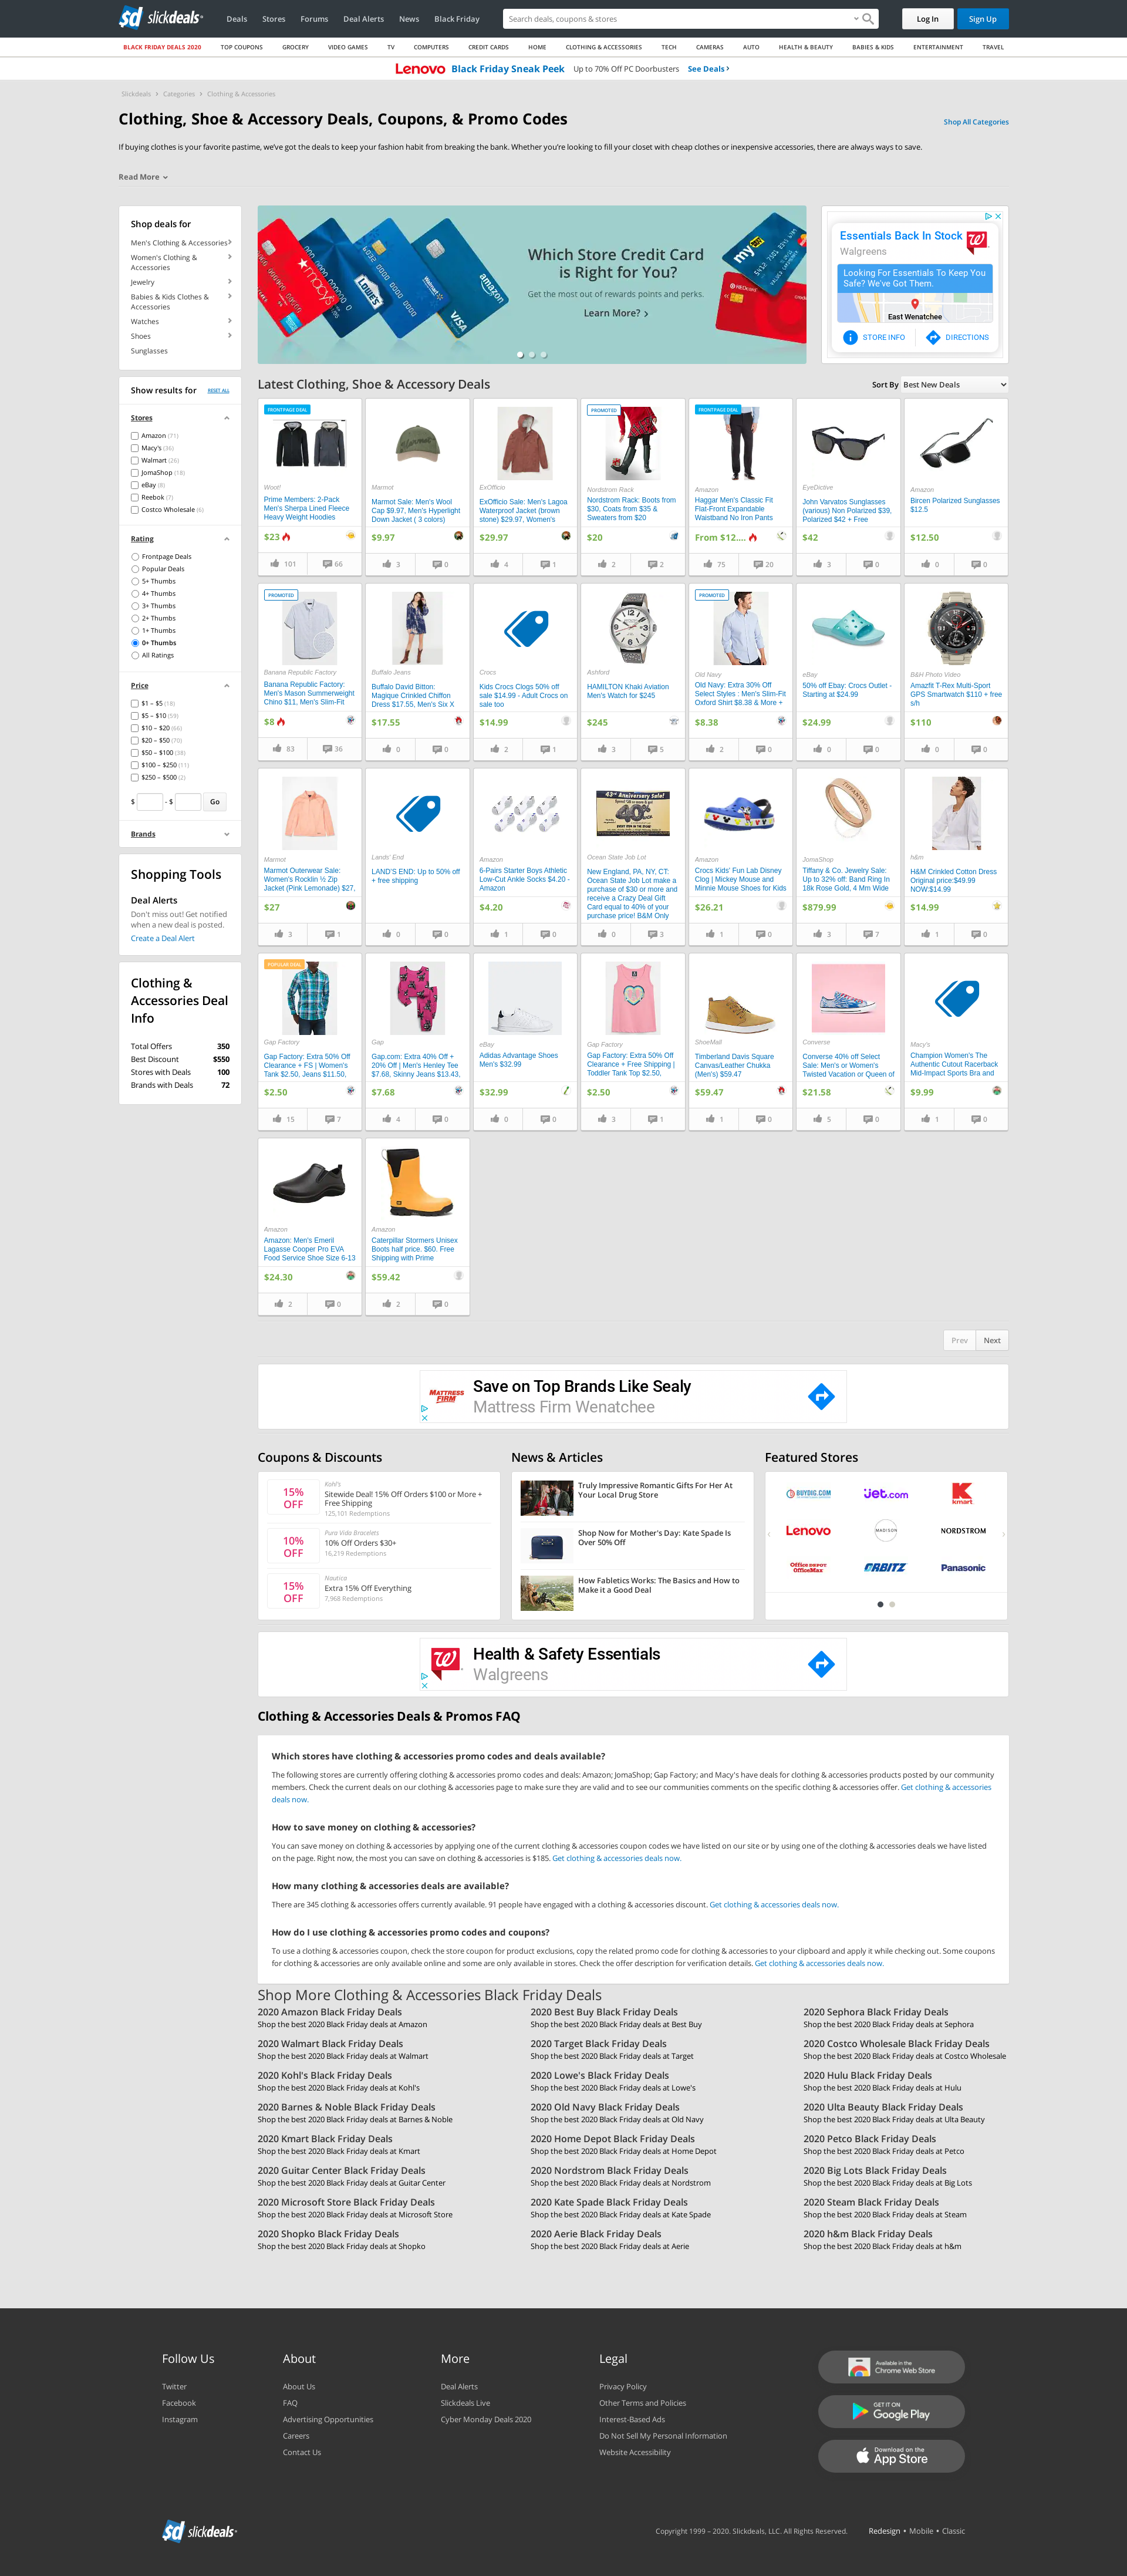 slickdeals
Deals
Stores
Forums
Deal Alerts
News
Black Friday
Search deals, coupons & stores
Log In
Sign Up
BLACK FRIDAY DEALS 2020
TOP COUPONS
GROCERY
VIDEO GAMES
TV
COMPUTERS
CREDIT CARDS
HOME
CLOTHING & ACCESSORIES
TECH
CAMERAS
AUTO
HEALTH & BEAUTY
BABIES & KIDS
ENTERTAINMENT
TRAVEL
Lenovo Black Friday Sneak Peek Up to 70% Off PC Doorbusters See Deals
Slickdeals > Categories > Clothing & Accessories
Clothing, Shoe & Accessory Deals, Coupons, & Promo Codes
Shop All Categories
If buying clothes is your favorite pastime, we've got the deals to keep your fashion habit from breaking the bank. Whether you're looking to fill your closet with cheap clothes or inexpensive accessories, there are always ways to save.
Read More
Shop deals for
Men's Clothing & Accessories
Women's Clothing &
Accessories
Jewelry
Babies & Kids Clothes &
Accessories
Watches
Shoes
Sunglasses
Show results for
RESET ALL
Stores
Amazon (71)
Macy's (36)
Walmart (26)
JomaShop (18)
eBay (8)
Reebok (7)
Costco Wholesale (6)
Rating
Frontpage Deals
Popular Deals
5+ Thumbs
4+ Thumbs
3+ Thumbs
2+ Thumbs
1+ Thumbs
0+ Thumbs
All Ratings
Price
$1 – $5 (18)
$5 – $10 (59)
$10 – $20 (66)
$20 – $50 (70)
$50 – $100 (38)
$100 – $250 (11)
$250 – $500 (2)
$ - $ Go
Brands
Shopping Tools
Deal Alerts
Don't miss out! Get notified
when a new deal is posted.
Create a Deal Alert
Clothing &
Accessories Deal
Info
Total Offers 350
Best Discount $550
Stores with Deals 100
Brands with Deals 72
Which Store Credit Card
is Right for You?
Get the most out of rewards points and perks.
Learn More?
Essentials Back In Stock
Walgreens
Looking For Essentials To Keep You
Safe? We've Got Them.
East Wenatchee
STORE INFO
DIRECTIONS
Latest Clothing, Shoe & Accessory Deals
Sort By Best New Deals
FRONTPAGE DEAL
Woot!
Prime Members: 2-Pack
Men's Sherpa Lined Fleece
Heavy Weight Hoodies
$23
101
66
Marmot
Marmot Sale: Men's Wool
Cap $9.97, Men's Hyperlight
Down Jacket ( 3 colors)
$9.97
3
0
ExOfficio
ExOfficio Sale: Men's Lagoa
Waterproof Jacket (brown
stone) $29.97, Women's
$29.97
4
1
PROMOTED
Nordstrom Rack
Nordstrom Rack: Boots from
$30, Coats from $35 &
Sweaters from $20
$20
2
2
FRONTPAGE DEAL
Amazon
Haggar Men's Classic Fit
Flat-Front Expandable
Waistband No Iron Pants
From $12....
75
20
EyeDictive
John Varvatos Sunglasses
(various) Non Polarized $39,
Polarized $42 + Free
$42
3
0
Amazon
Bircen Polarized Sunglasses
$12.5
$12.50
0
0
PROMOTED
Banana Republic Factory
Banana Republic Factory:
Men's Mason Summerweight
Chino $11, Men's Slim-Fit
$8
83
36
Buffalo Jeans
Buffalo David Bitton:
Magique Crinkled Chiffon
Dress $17.55, Men's Six X
$17.55
0
0
Crocs
Kids Crocs Clogs 50% off
sale $14.99 - Adult Crocs on
sale too
$14.99
2
1
Ashford
HAMILTON Khaki Aviation
Men's Watch for $245
$245
3
5
PROMOTED
Old Navy
Old Navy: Extra 30% Off
Select Styles : Men's Slim-Fit
Oxford Shirt $8.38 & More +
$8.38
2
0
eBay
50% off Ebay: Crocs Outlet -
Starting at $24.99
$24.99
0
0
B&H Photo Video
Amazfit T-Rex Multi-Sport
GPS Smartwatch $110 + free
s/h
$110
0
0
Marmot
Marmot Outerwear Sale:
Women's Rocklin ½ Zip
Jacket (Pink Lemonade) $27,
$27
3
1
Lands' End
LAND'S END: Up to 50% off
+ free shipping
0
0
Amazon
6-Pairs Starter Boys Athletic
Low-Cut Ankle Socks $4.20 -
Amazon
$4.20
1
0
43rd Anniversary Sale!
40%
Ocean State Job Lot
New England, PA, NY, CT:
Ocean State Job Lot make a
purchase of $30 or more and
receive a Crazy Deal Gift
Card equal to 40% of your
purchase price! B&M Only
0
3
Amazon
Crocs Kids' Fun Lab Disney
Clog | Mickey Mouse and
Minnie Mouse Shoes for Kids
$26.21
1
0
JomaShop
Tiffany & Co. Jewelry Sale:
Up to 32% off: Band Ring In
18k Rose Gold, 4 Mm Wide
$879.99
3
7
h&m
H&M Crinkled Cotton Dress
Original price:$49.99
NOW:$14.99
$14.99
1
0
POPULAR DEAL
Gap Factory
Gap Factory: Extra 50% Off
Clearance + FS | Women's
Tank $2.50, Jeans $11.50,
$2.50
15
7
Gap
Gap.com: Extra 40% Off +
20% Off | Men's Henley Tee
$7.68, Skinny Jeans $13.43,
$7.68
4
0
eBay
Adidas Advantage Shoes
Men's $32.99
$32.99
0
0
Gap Factory
Gap Factory: Extra 50% Off
Clearance + Free Shipping |
Toddler Tank Top $2.50,
$2.50
3
1
ShoeMall
Timberland Davis Square
Canvas/Leather Chukka
(Men's) $59.47
$59.47
1
0
Converse
Converse 40% off Select
Sale: Men's or Women's
Twisted Vacation or Queen of
$21.58
5
0
Macy's
Champion Women's The
Authentic Cutout Racerback
Mid-Impact Sports Bra and
$9.99
1
0
Amazon
Amazon: Men's Emeril
Lagasse Cooper Pro EVA
Food Service Shoe Size 6-13
$24.30
2
0
Amazon
Caterpillar Stormers Unisex
Boots half price. $60. Free
Shipping with Prime
$59.42
2
0
Prev
Next
MATTRESS FIRM
Save on Top Brands Like Sealy
Mattress Firm Wenatchee
Coupons & Discounts
15%
OFF
Kohl's
Sitewide Deal! 15% Off Orders $100 or More +
Free Shipping
125,101 Redemptions
10%
OFF
Pura Vida Bracelets
10% Off Orders $30+
16,219 Redemptions
15%
OFF
Nautica
Extra 15% Off Everything
7,968 Redemptions
News & Articles
Truly Impressive Romantic Gifts For Her At
Your Local Drug Store
Shop Now for Mother's Day: Kate Spade Is
Over 50% Off
How Fabletics Works: The Basics and How to
Make it a Good Deal
Featured Stores
BUYDIG.COM
Jet.com
kmart
Lenovo
MADISON
NORDSTROM
Office DEPOT
OfficeMax
ORBITZ
Panasonic
Health & Safety Essentials
Walgreens
Clothing & Accessories Deals & Promos FAQ
Which stores have clothing & accessories promo codes and deals available?
The following stores are currently offering clothing & accessories promo codes and deals: Amazon; JomaShop; Gap Factory; and Macy's have deals for clothing & accessories products posted by our community
members. Check the current deals on our clothing & accessories page to make sure they are valid and to see our communities comments on the specific clothing & accessories offer. Get clothing & accessories
deals now.
How to save money on clothing & accessories?
You can save money on clothing & accessories by applying one of the current clothing & accessories coupon codes we have listed on our site or by using one of the clothing & accessories deals we have listed
on the page. Right now, the most you can save on clothing & accessories is $185. Get clothing & accessories deals now.
How many clothing & accessories deals are available?
There are 345 clothing & accessories offers currently available. 91 people have engaged with a clothing & accessories discount. Get clothing & accessories deals now.
How do I use clothing & accessories promo codes and coupons?
To use a clothing & accessories coupon, check the store coupon for product exclusions, copy the related promo code for clothing & accessories to your clipboard and apply it while checking out. Some coupons
for clothing & accessories are only available online and some are only available in stores. Check the offer description for verification details. Get clothing & accessories deals now.
Shop More Clothing & Accessories Black Friday Deals
2020 Amazon Black Friday Deals
Shop the best 2020 Black Friday deals at Amazon
2020 Best Buy Black Friday Deals
Shop the best 2020 Black Friday deals at Best Buy
2020 Sephora Black Friday Deals
Shop the best 2020 Black Friday deals at Sephora
2020 Walmart Black Friday Deals
Shop the best 2020 Black Friday deals at Walmart
2020 Target Black Friday Deals
Shop the best 2020 Black Friday deals at Target
2020 Costco Wholesale Black Friday Deals
Shop the best 2020 Black Friday deals at Costco Wholesale
2020 Kohl's Black Friday Deals
Shop the best 2020 Black Friday deals at Kohl's
2020 Lowe's Black Friday Deals
Shop the best 2020 Black Friday deals at Lowe's
2020 Hulu Black Friday Deals
Shop the best 2020 Black Friday deals at Hulu
2020 Barnes & Noble Black Friday Deals
Shop the best 2020 Black Friday deals at Barnes & Noble
2020 Old Navy Black Friday Deals
Shop the best 2020 Black Friday deals at Old Navy
2020 Ulta Beauty Black Friday Deals
Shop the best 2020 Black Friday deals at Ulta Beauty
2020 Kmart Black Friday Deals
Shop the best 2020 Black Friday deals at Kmart
2020 Home Depot Black Friday Deals
Shop the best 2020 Black Friday deals at Home Depot
2020 Petco Black Friday Deals
Shop the best 2020 Black Friday deals at Petco
2020 Guitar Center Black Friday Deals
Shop the best 2020 Black Friday deals at Guitar Center
2020 Nordstrom Black Friday Deals
Shop the best 2020 Black Friday deals at Nordstrom
2020 Big Lots Black Friday Deals
Shop the best 2020 Black Friday deals at Big Lots
2020 Microsoft Store Black Friday Deals
Shop the best 2020 Black Friday deals at Microsoft Store
2020 Kate Spade Black Friday Deals
Shop the best 2020 Black Friday deals at Kate Spade
2020 Steam Black Friday Deals
Shop the best 2020 Black Friday deals at Steam
2020 Shopko Black Friday Deals
Shop the best 2020 Black Friday deals at Shopko
2020 Aerie Black Friday Deals
Shop the best 2020 Black Friday deals at Aerie
2020 h&m Black Friday Deals
Shop the best 2020 Black Friday deals at h&m
Follow Us
Twitter
Facebook
Instagram
About
About Us
FAQ
Advertising Opportunities
Careers
Contact Us
More
Deal Alerts
Slickdeals Live
Cyber Monday Deals 2020
Legal
Privacy Policy
Other Terms and Policies
Interest-Based Ads
Do Not Sell My Personal Information
Website Accessibility
Available in the
Chrome Web Store
GET IT ON
Google Play
Download on the
App Store
slickdeals
Copyright 1999 – 2020. Slickdeals, LLC. All Rights Reserved.
Redesign • Mobile • Classic